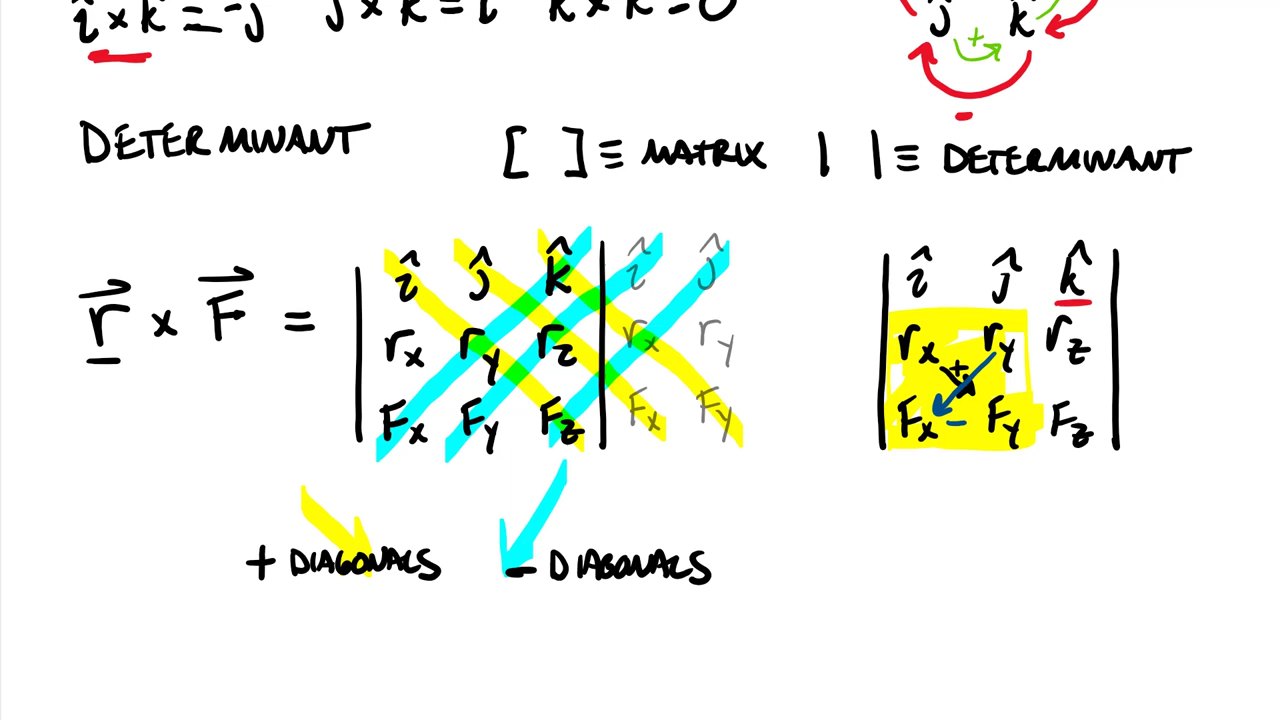 î × k̂ = -ĵ   ĵ × k̂ = î   k̂ × k̂ = 0
ĵ + k̂
-
DETERMINANT   [ ] ≡ MATRIX   | | ≡ DETERMINANT
î ĵ k̂ î ĵ   î ĵ k̂
r⃗ × F⃗ = rx ry rz rx ry   rx ry rz
+
Fx Fy Fz Fx Fy   Fx - Fy Fz
+ DIAGONALS   - DIAGONALS